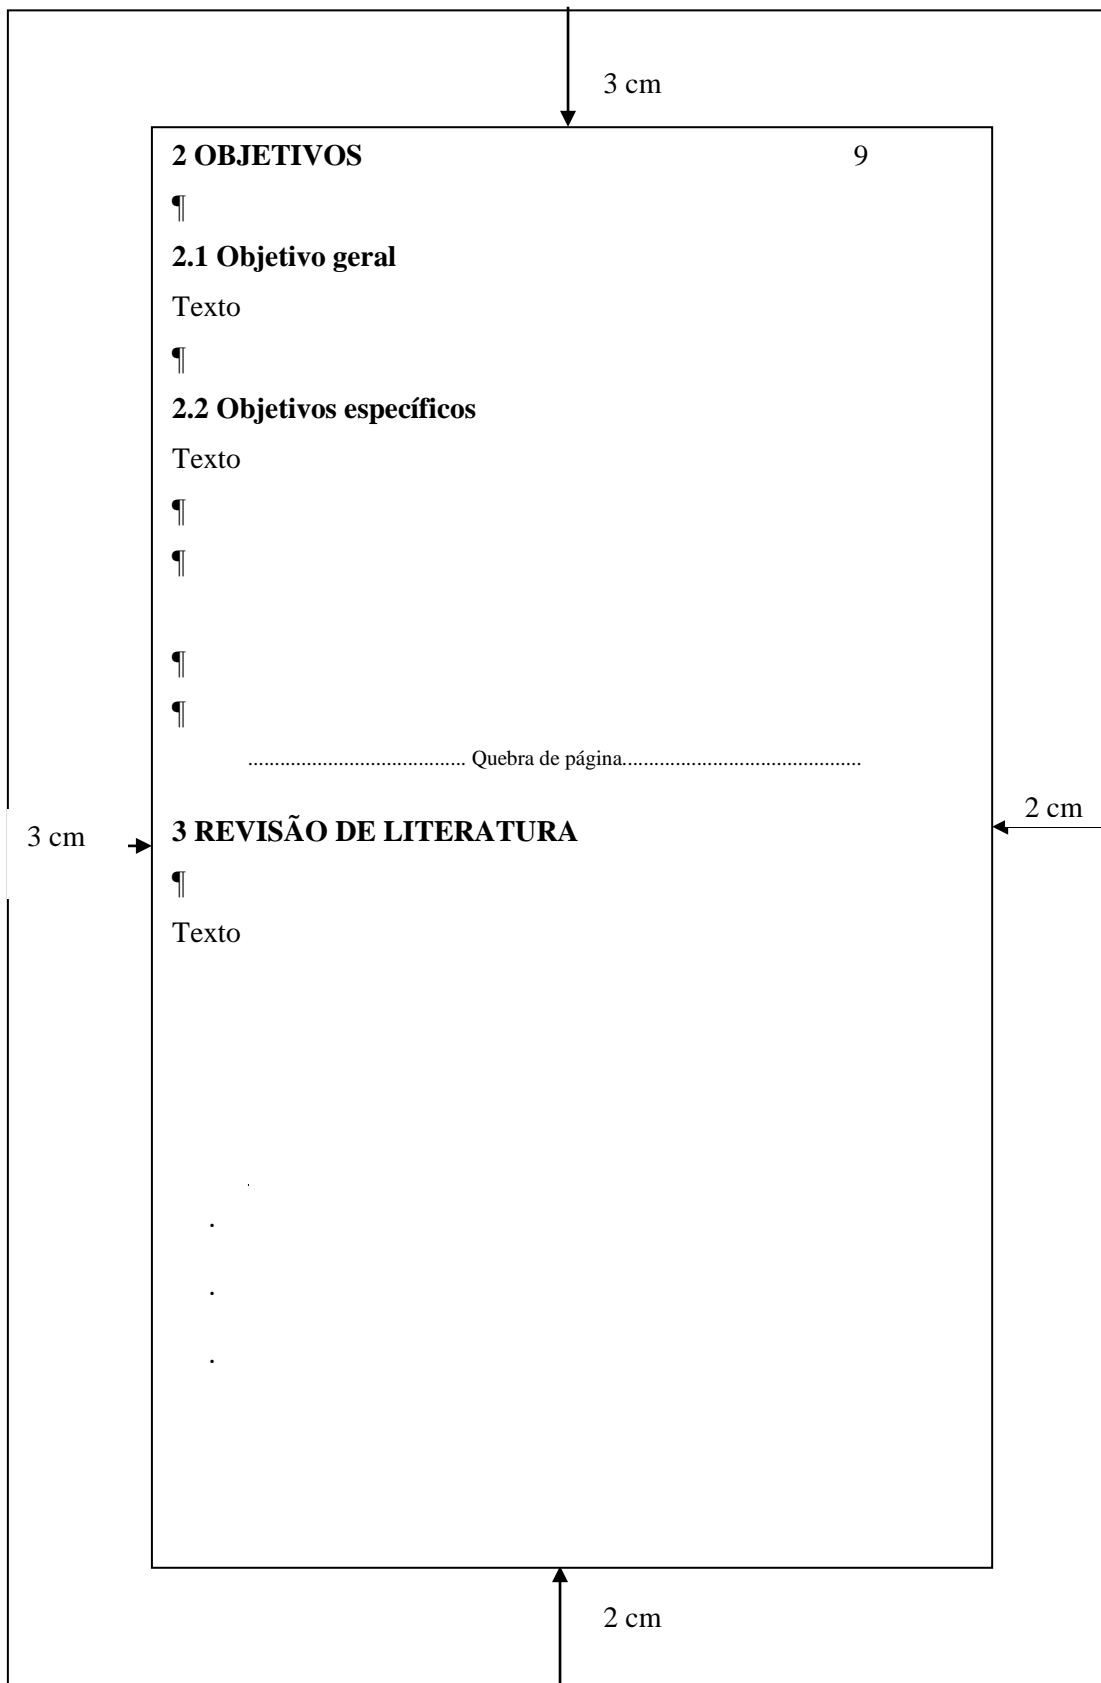 3 cm
2 OBJETIVOS 9
¶
2.1 Objetivo geral
Texto
¶
2.2 Objetivos específicos
Texto
¶
¶
¶
¶
......................................... Quebra de página.............................................
2 cm
3 cm
3 REVISÃO DE LITERATURA
¶
Texto
.
.
.
.
2 cm